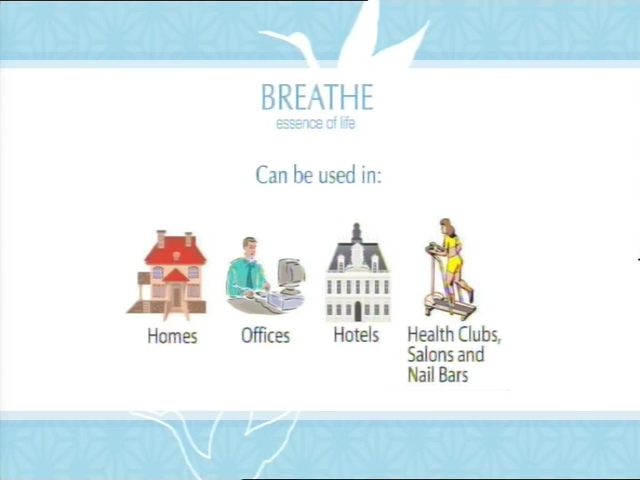 BREATHE
essence of life
Can be used in:
Homes
Offices
Hotels
Health Clubs,
Salons and
Nail Bars